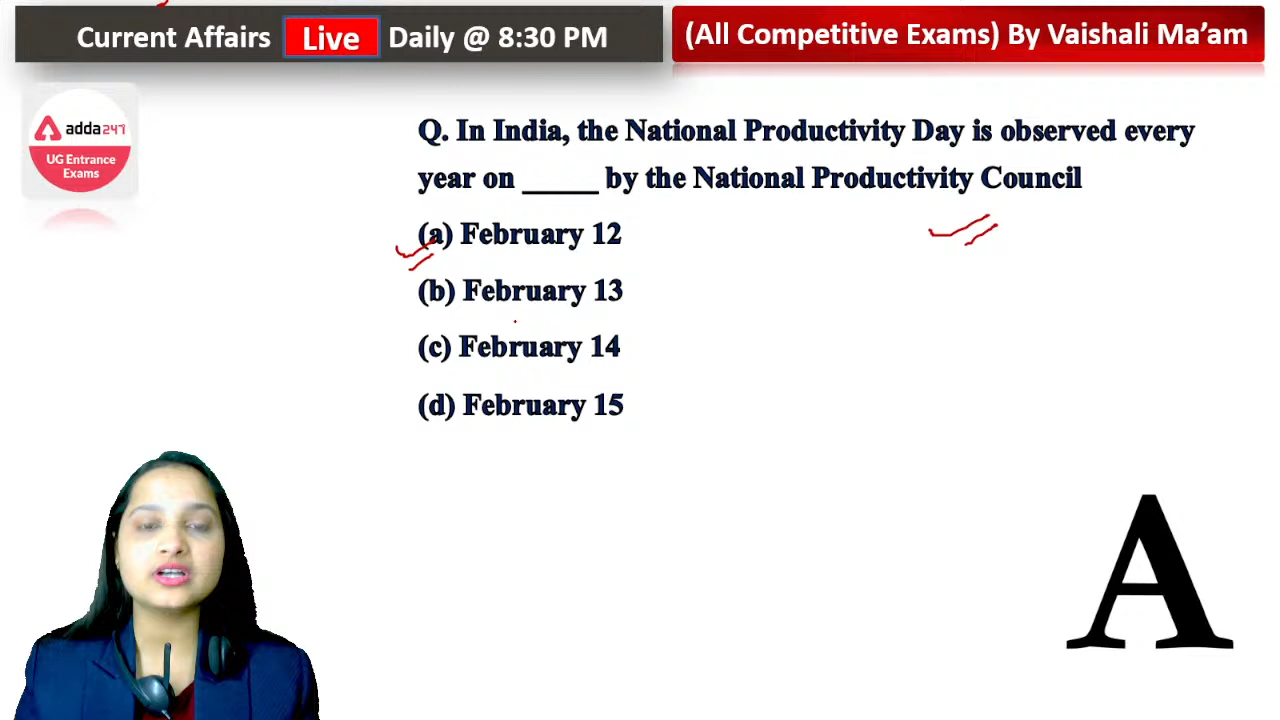 Current Affairs Live Daily @ 8:30 PM
(All Competitive Exams) By Vaishali Ma’am
adda247
UG Entrance
Exams
Q. In India, the National Productivity Day is observed every
year on _____ by the National Productivity Council
(a) February 12
(b) February 13
(c) February 14
(d) February 15
A